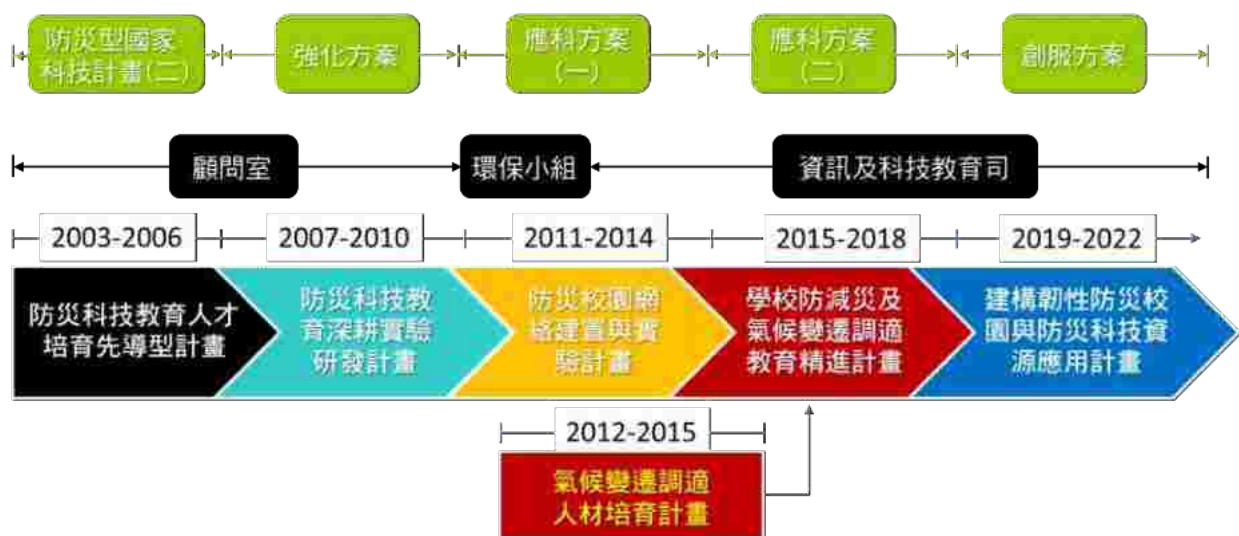 防災型國家
科技計畫(二)
強化方案
應科方案
(一)
應科方案
(二)
創服方案
顧問室
環保小組
資訊及科技教育司
2003-2006
2007-2010
2011-2014
2015-2018
2019-2022
防災科技教育人才
培育先導型計畫
防災科技教
育深耕實驗
研發計畫
防災校園網
絡建置與實
驗計畫
學校防減災及
氣候變遷調適
教育精進計畫
建構韌性防災校
園與防災科技資
源應用計畫
2012-2015
氣候變遷調適
人材培育計畫